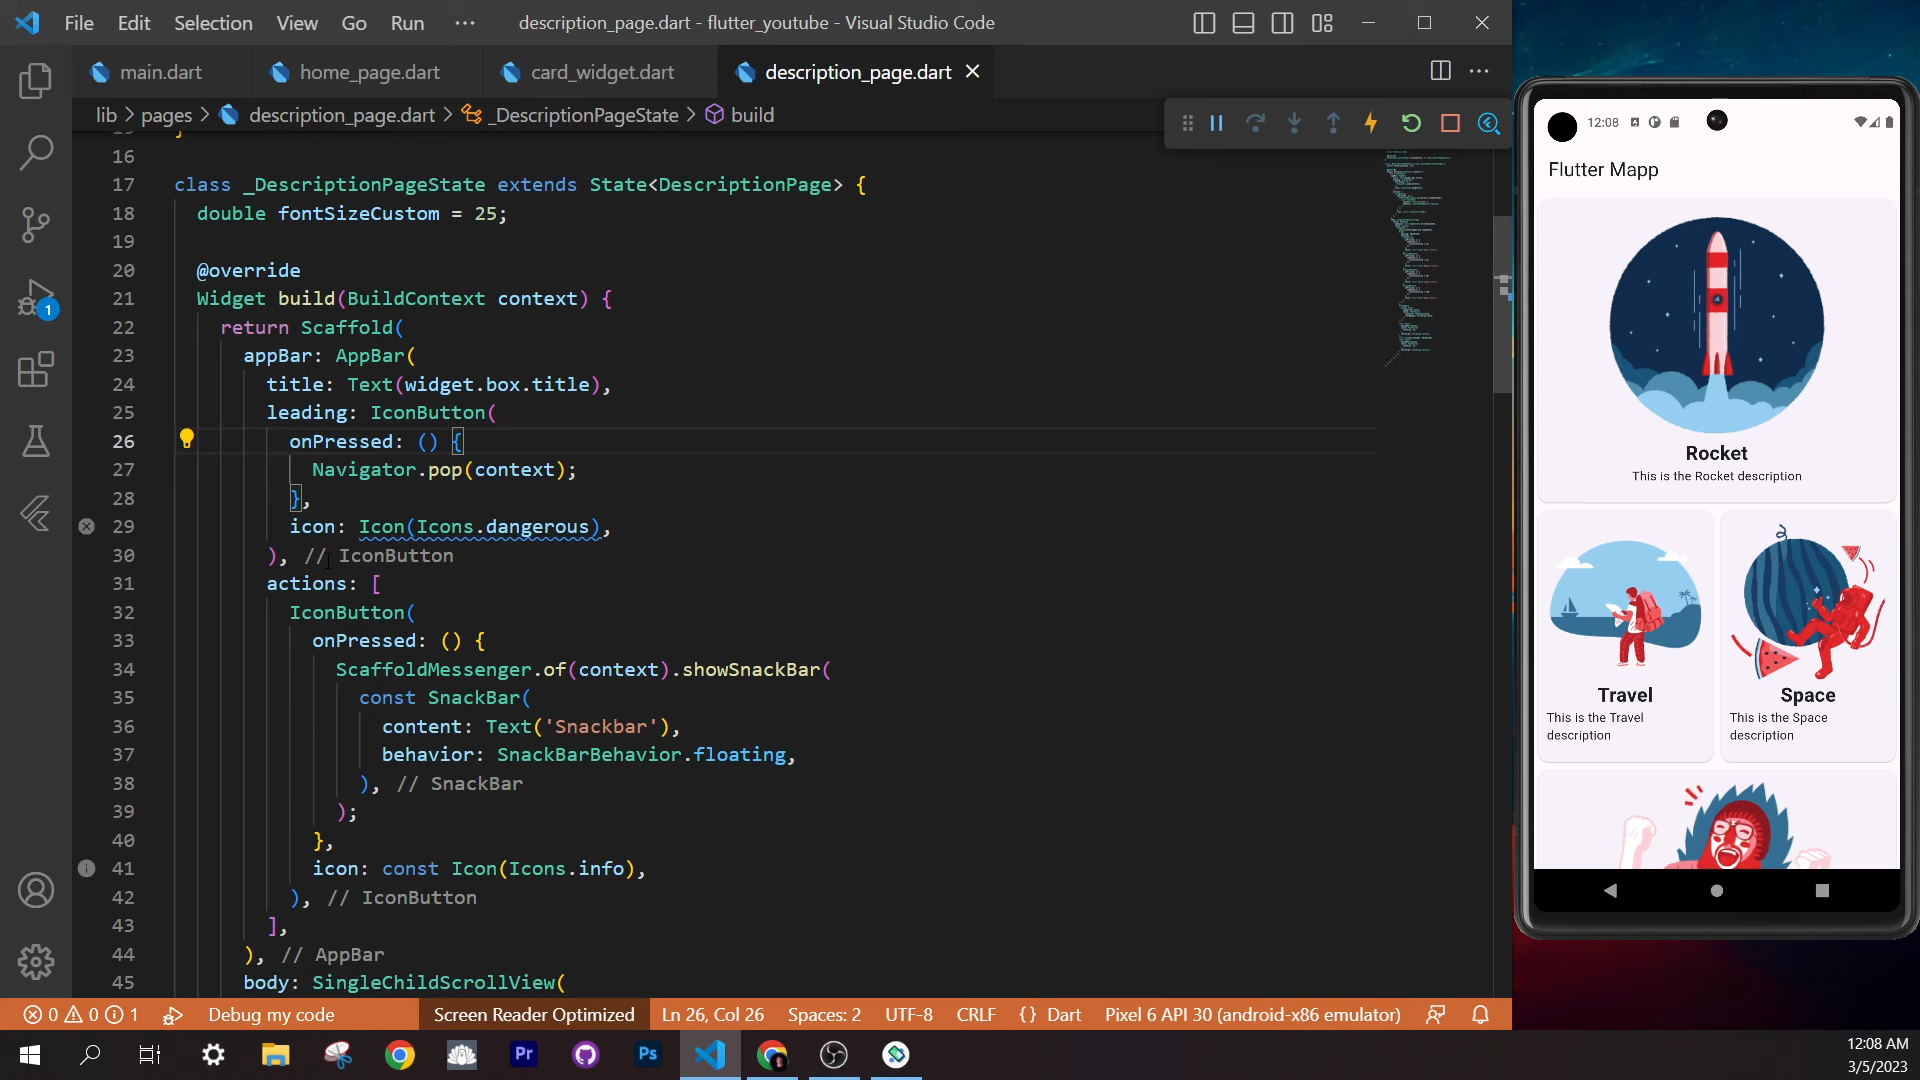 File Edit Selection View Go Run ··· description_page.dart - flutter_youtube - Visual Studio Code
main.dart home_page.dart card_widget.dart description_page.dart
lib > pages > description_page.dart > _DescriptionPageState > build
16
17 class _DescriptionPageState extends State<DescriptionPage> {
18 double fontSizeCustom = 25;
19
20 @override
21 Widget build(BuildContext context) {
22 return Scaffold(
23 appBar: AppBar(
24 title: Text(widget.box.title),
25 leading: IconButton(
26 onPressed: () {
27 Navigator.pop(context);
28 },
29 icon: Icon(Icons.dangerous),
30 ), // IconButton
31 actions: [
32 IconButton(
33 onPressed: () {
34 ScaffoldMessenger.of(context).showSnackBar(
35 const SnackBar(
36 content: Text('Snackbar'),
37 behavior: SnackBarBehavior.floating,
38 ), // SnackBar
39 );
40 },
41 icon: const Icon(Icons.info),
42 ), // IconButton
43 ],
44 ), // AppBar
45 body: SingleChildScrollView(
1
0 0 1 Debug my code Screen Reader Optimized Ln 26, Col 26 Spaces: 2 UTF-8 CRLF {} Dart Pixel 6 API 30 (android-x86 emulator)
12:08
Flutter Mapp
Rocket
This is the Rocket description
Travel
This is the Travel
description
Space
This is the Space
description
Pr
Ps
12:08 AM
3/5/2023